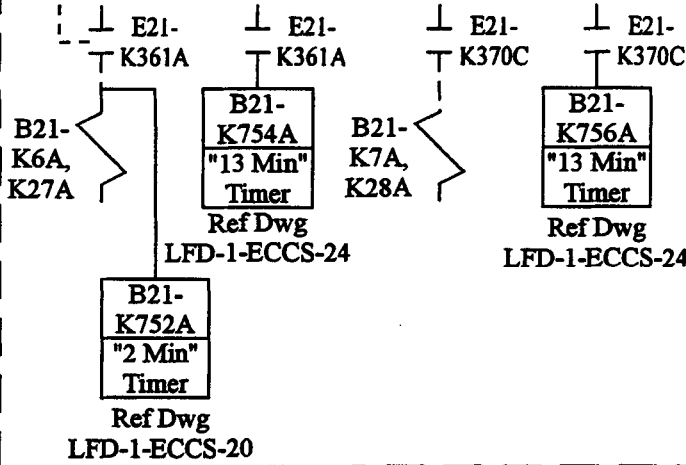 E21-
K361A
E21-
K361A
E21-
K370C
E21-
K370C
B21-
K6A,
K27A
B21-
K754A
"13 Min"
Timer
Ref Dwg
LFD-1-ECCS-24
B21-
K7A,
K28A
B21-
K756A
"13 Min"
Timer
Ref Dwg
LFD-1-ECCS-24
B21-
K752A
"2 Min"
Timer
Ref Dwg
LFD-1-ECCS-20